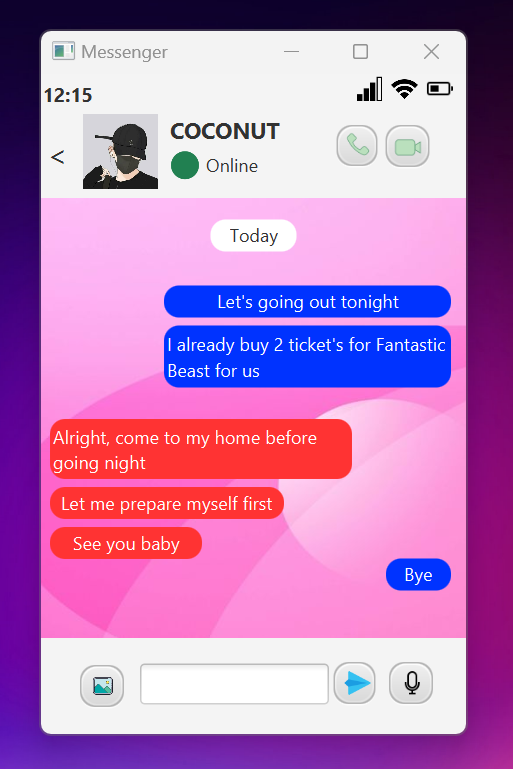 Messenger
12:15
COCONUT
<
Online
Today
Let's going out tonight
I already buy 2 ticket's for Fantastic
Beast for us
Alright, come to my home before
going night
Let me prepare myself first
See you baby
Bye